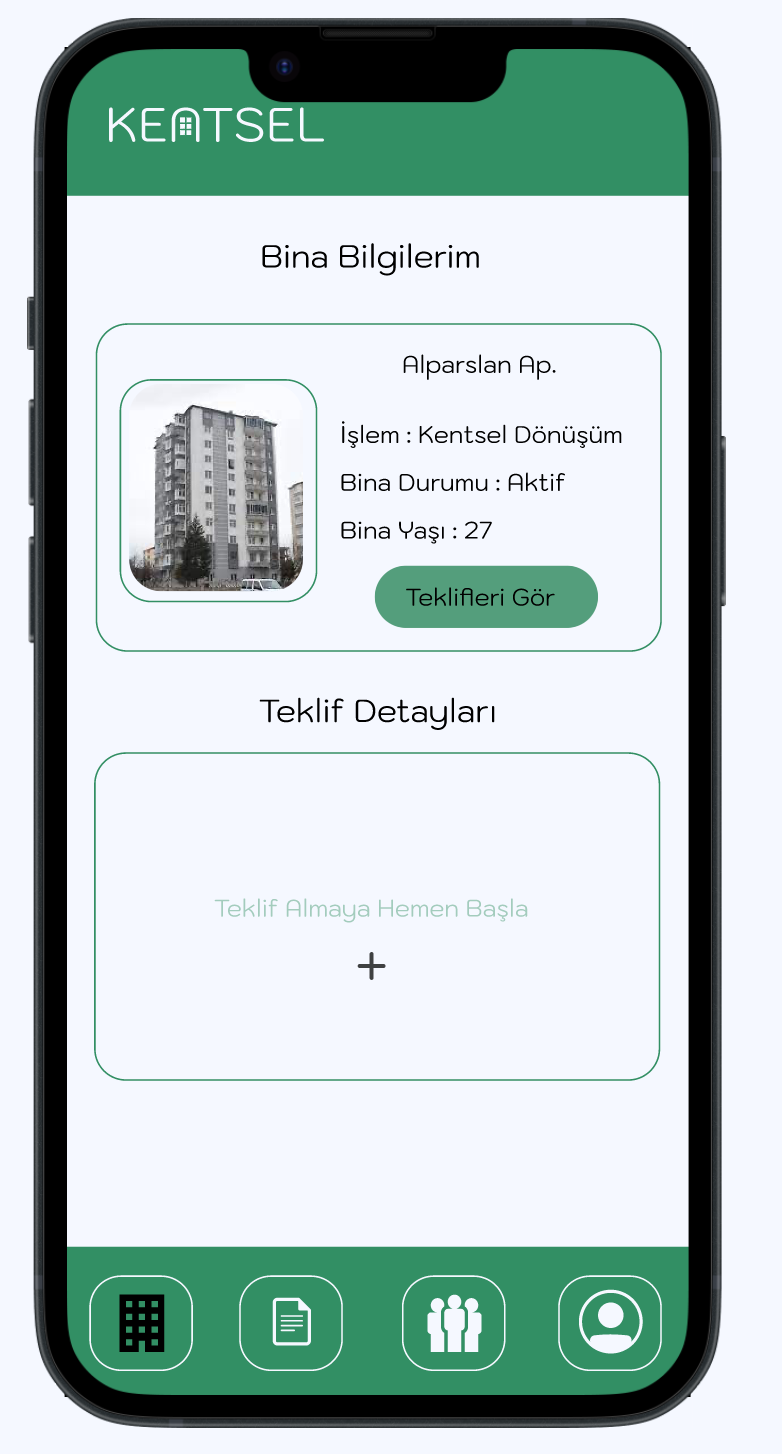 KENTSEL
Bina Bilgilerim
Alparslan Ap.
İşlem : Kentsel Dönüşüm
Bina Durumu : Aktif
Bina Yaşı : 27
Teklifleri Gör
Teklif Detayları
Teklif Almaya Hemen Başla